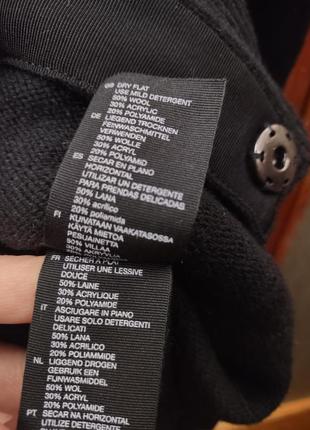 GB DRY FLAT
USE MILD DETERGENT
50% WOOL
30% ACRYLIC
20% POLYAMIDE
DE LIEGEND TROCKNEN
FEINWASCHMITTEL
VERWENDEN
50% WOLLE
30% ACRYL
20% POLYAMID
ES SECAR EN PLANO
HORIZONTAL
UTILIZAR UN DETERGENTE
PARA PRENDAS DELICADAS
50% LANA
30% acrílico
20% poliamida
FI KUIVATAAN VAAKATASOSSA
KÄYTÄ MIETOA
PESUAINETTA
50% VILLAA
30% AKRYYLIA
FR SÉCHER À PLAT
UTILISER UNE LESSIVE
DOUCE
50% LAINE
30% ACRYLIQUE
20% POLYAMIDE
IT ASCIUGARE IN PIANO
USARE SOLO DETERGENTI
DELICATI
50% LANA
30% ACRILICO
20% POLIAMMIDE
NL LIGGEND DROGEN
GEBRUIK EEN
FIJNWASMIDDEL
50% WOL
30% ACRYL
20% POLYAMIDE
PT SECAR NA HORIZONTAL
UTILIZE DETERGENTE